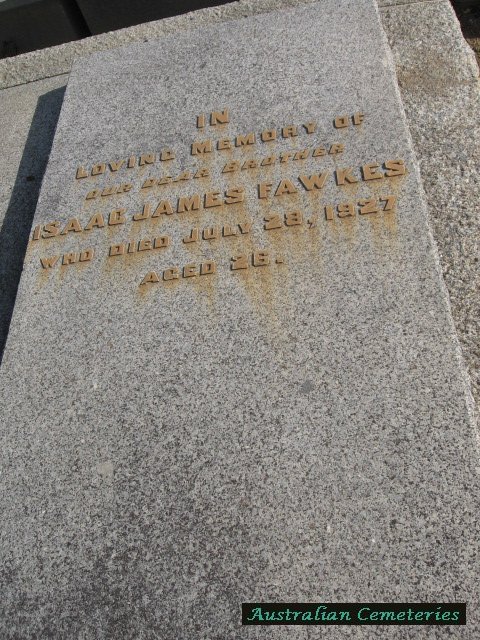 IN
LOVING MEMORY OF
OUR DEAR BROTHER
ISAAC JAMES FAWKES
WHO DIED JULY 28, 1927
AGED 26.
Australian Cemeteries